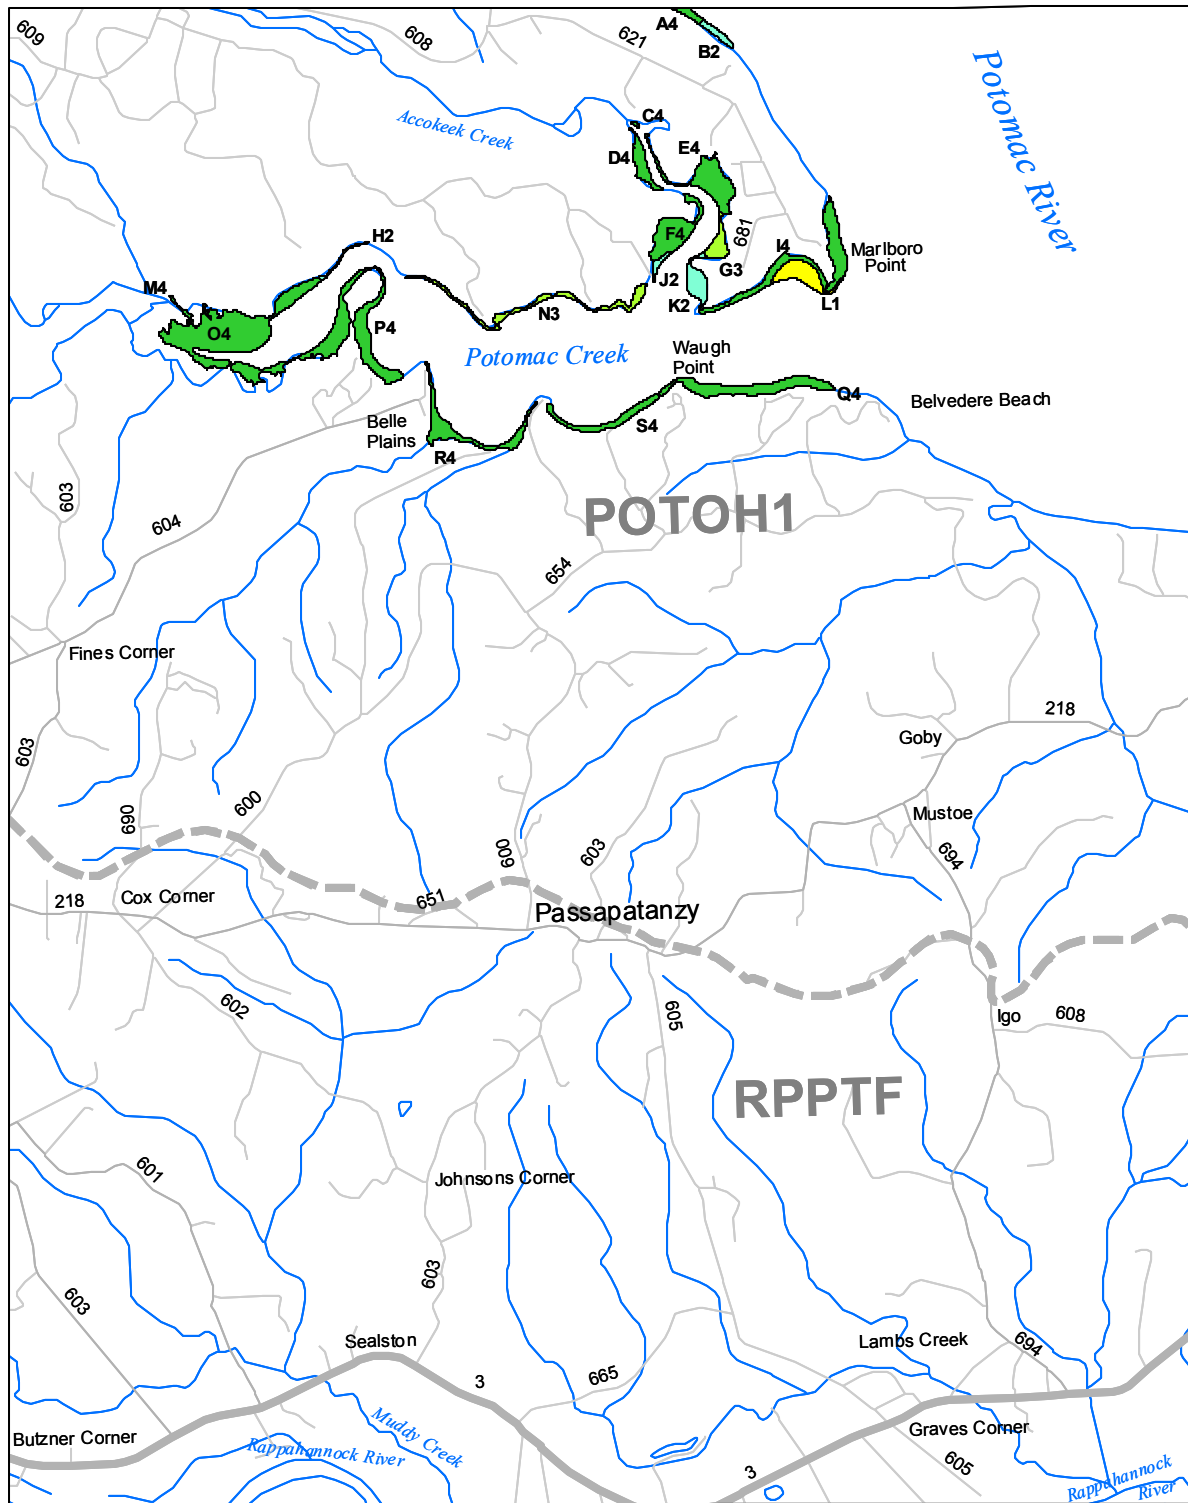 609
608
621
A4
B2
Potomac River
Accokeek Creek
C4
D4
E4
F4
681
G3
I4
Marlboro
Point
H2
J2
K2
L1
M4
N3
O4
P4
Potomac Creek
Waugh
Point
Q4
Belvedere Beach
Belle
Plains
S4
R4
603
604
POTOH1
654
Fines Corner
218
603
Goby
690
600
Mustoe
600
603
694
218
Cox Corner
651
Passapatanzy
602
605
Igo
608
RPPTF
601
Johnsons Corner
603
603
Sealston
Lambs Creek
694
3
665
Muddy Creek
Butzner Corner
Rappahannock River
Graves Corner
605
3
Rappahannock
River